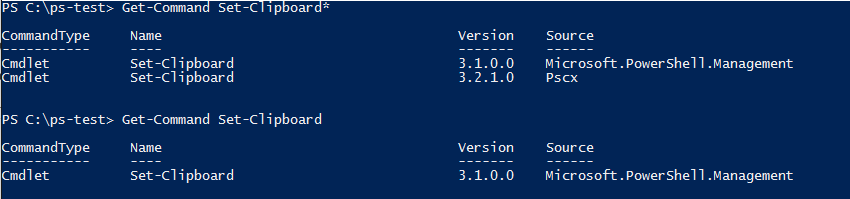 PS C:\ps-test> Get-Command Set-Clipboard*
CommandType     Name                                               Version    Source
-----------     ----                                               -------    ------
Cmdlet          Set-Clipboard                                      3.1.0.0    Microsoft.PowerShell.Management
Cmdlet          Set-Clipboard                                      3.2.1.0    Pscx
PS C:\ps-test> Get-Command Set-Clipboard
CommandType     Name                                               Version    Source
-----------     ----                                               -------    ------
Cmdlet          Set-Clipboard                                      3.1.0.0    Microsoft.PowerShell.Management